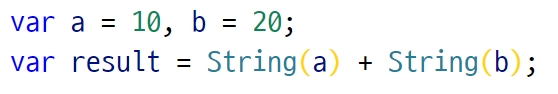 var a = 10, b = 20;
var result = String(a) + String(b);